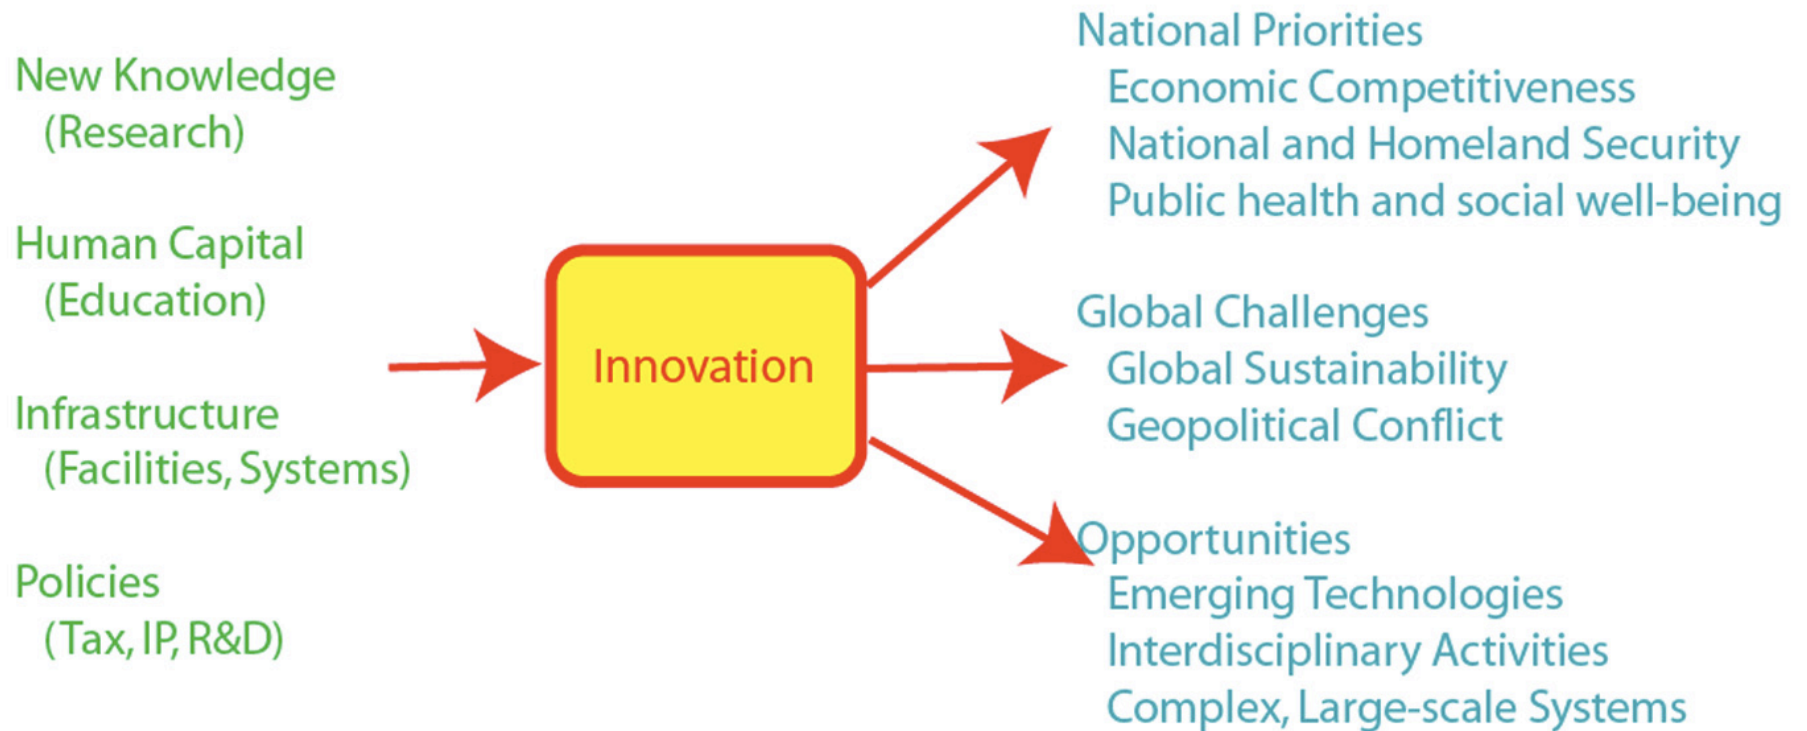 New Knowledge
(Research)
Human Capital
(Education)
Infrastructure
(Facilities, Systems)
Policies
(Tax, IP, R&D)
Innovation
National Priorities
Economic Competitiveness
National and Homeland Security
Public health and social well-being
Global Challenges
Global Sustainability
Geopolitical Conflict
Opportunities
Emerging Technologies
Interdisciplinary Activities
Complex, Large-scale Systems